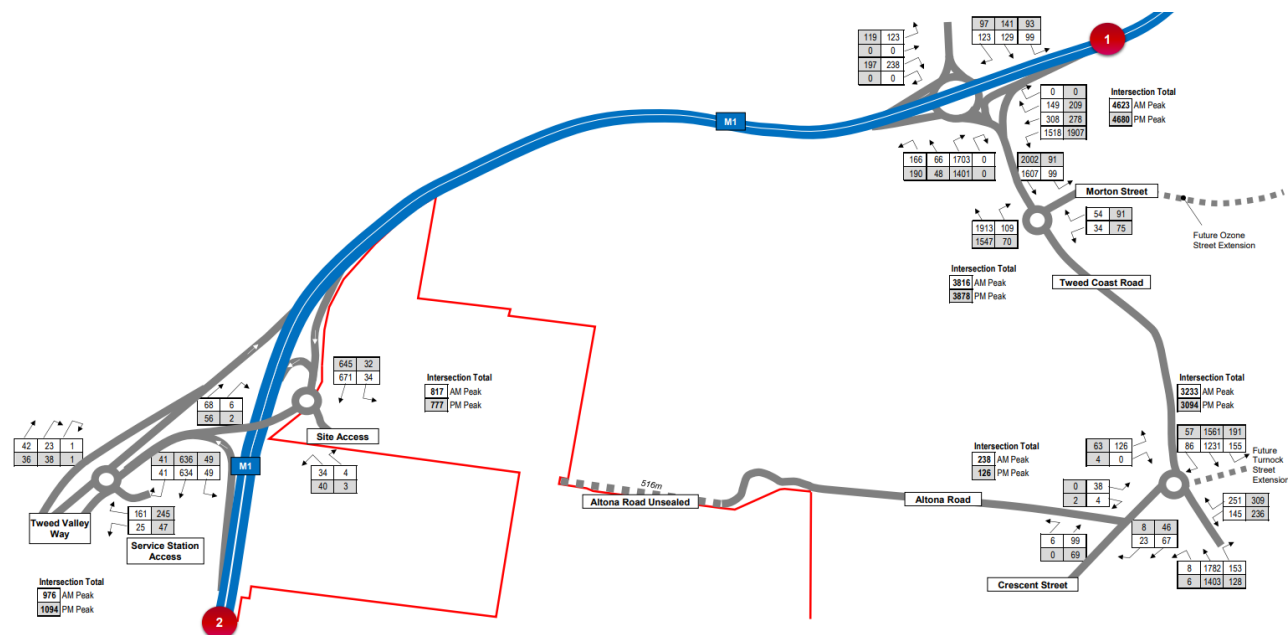 97 141 93
123 129 99
1
119 123
0 0
197 238
0 0
0 0
149 209
308 278
1518 1907
Intersection Total
4623 AM Peak
4680 PM Peak
M1
166 66 1703 0
190 48 1401 0
2002 91
1607 99
Morton Street
54 91
34 75
Future Ozone
Street Extension
1913 109
1547 70
Intersection Total
3816 AM Peak
3878 PM Peak
Tweed Coast Road
645 32
671 34
Intersection Total
817 AM Peak
777 PM Peak
68 6
56 2
Site Access
34 4
40 3
42 23 1
36 38 1
41 636 49
41 634 49
M1
Tweed Valley
Way
161 245
25 47
Service Station
Access
Intersection Total
976 AM Peak
1094 PM Peak
2
516m
Altona Road Unsealed
Altona Road
Intersection Total
238 AM Peak
126 PM Peak
Intersection Total
3233 AM Peak
3094 PM Peak
57 1561 191
86 1231 155
63 126
4 0
Future
Turnock
Street
Extension
0 38
2 4
251 309
145 236
6 99
0 69
8 46
23 67
Crescent Street
8 1782 153
6 1403 128